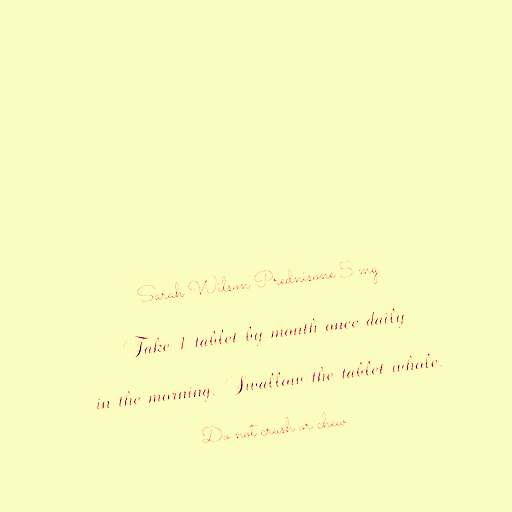 Sarah Wilson Prednisone 5 mg
Take 1 tablet by mouth once daily
in the morning. Swallow the tablet whole.
Do not crush or chew